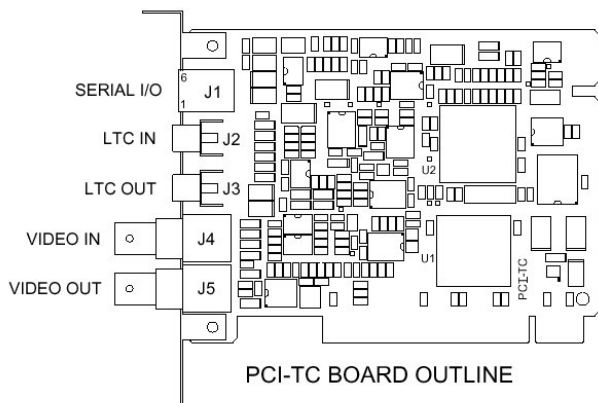 SERIAL I/O
6
1
J1
LTC IN
J2
LTC OUT
J3
VIDEO IN
J4
VIDEO OUT
J5
U2
U1
PCI-TC
PCI-TC BOARD OUTLINE